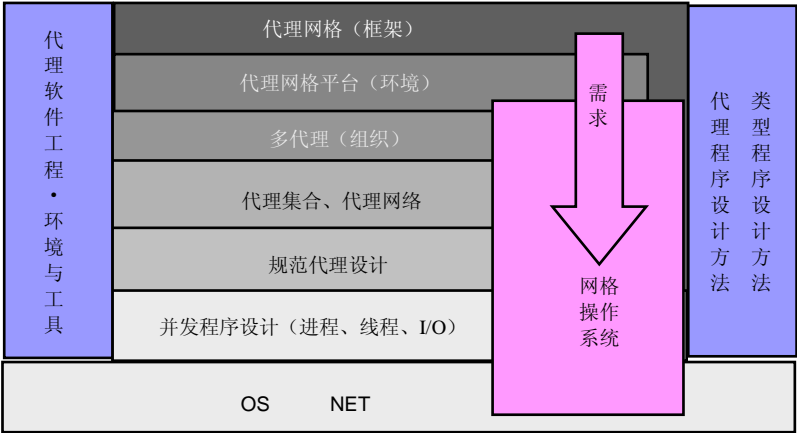 代理软件工程·环境与工具
代理网格（框架）
代理网格平台（环境）
多代理（组织）
代理集合、代理网络
规范代理设计
并发程序设计（进程、线程、I/O）
OS NET
需求
网格
操作
系统
代理程序设计方法
类型程序设计方法